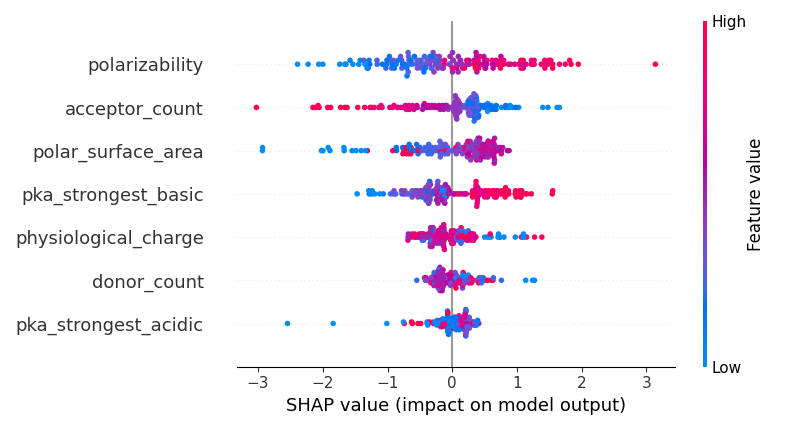 High
polarizability
acceptor_count
polar_surface_area
pka_strongest_basic
physiological_charge
donor_count
pka_strongest_acidic
Feature value
Low
−3 −2 −1 0 1 2 3
SHAP value (impact on model output)